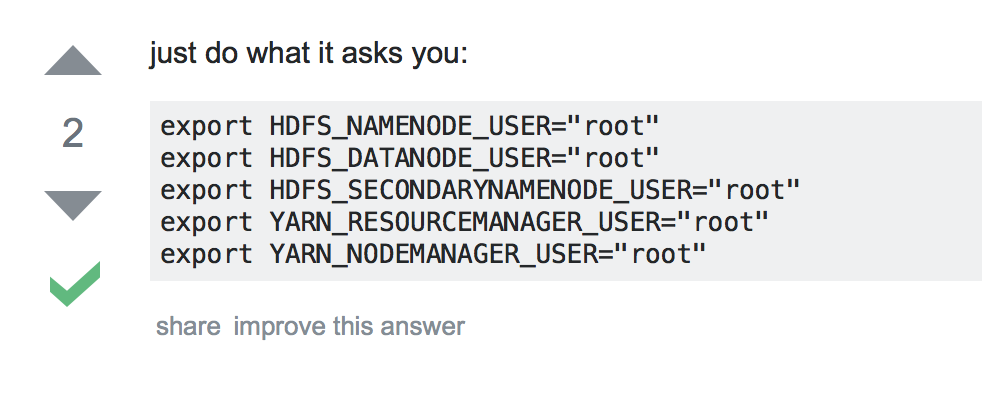 just do what it asks you:
2
export HDFS_NAMENODE_USER="root"
export HDFS_DATANODE_USER="root"
export HDFS_SECONDARYNAMENODE_USER="root"
export YARN_RESOURCEMANAGER_USER="root"
export YARN_NODEMANAGER_USER="root"
share improve this answer